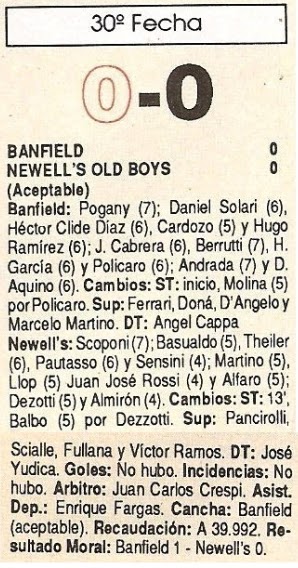 30º Fecha
0-0
BANFIELD 0
NEWELL'S OLD BOYS 0
(Aceptable)
Banfield: Pogany (7); Daniel Solari (6),
Héctor Clide Díaz (6), Cardozo (5) y Hugo
Ramírez (6); J. Cabrera (6), Berrutti (7), H.
García (6) y Policaro (6); Andrada (7) y D.
Aquino (6). Cambios: ST: inicio, Molina (5)
por Policaro. Sup: Ferrari, Doná, D'Angelo y
Marcelo Martino. DT: Angel Cappa
Newell's: Scoponi (7); Basualdo (5), Theiler
(6), Pautasso (6) y Sensini (4); Martino (5),
Llop (5) Juan José Rossi (4) y Alfaro (5);
Dezotti (5) y Almirón (4). Cambios: ST: 13',
Balbo (5) por Dezzotti. Sup: Pancirolli,
Scialle, Fullana y Víctor Ramos. DT: José
Yudica. Goles: No hubo. Incidencias: No
hubo. Arbitro: Juan Carlos Crespi. Asist.
Dep.: Enrique Fargas. Cancha: Banfield
(aceptable). Recaudación: A 39.992. Re-
sultado Moral: Banfield 1 - Newell's 0.